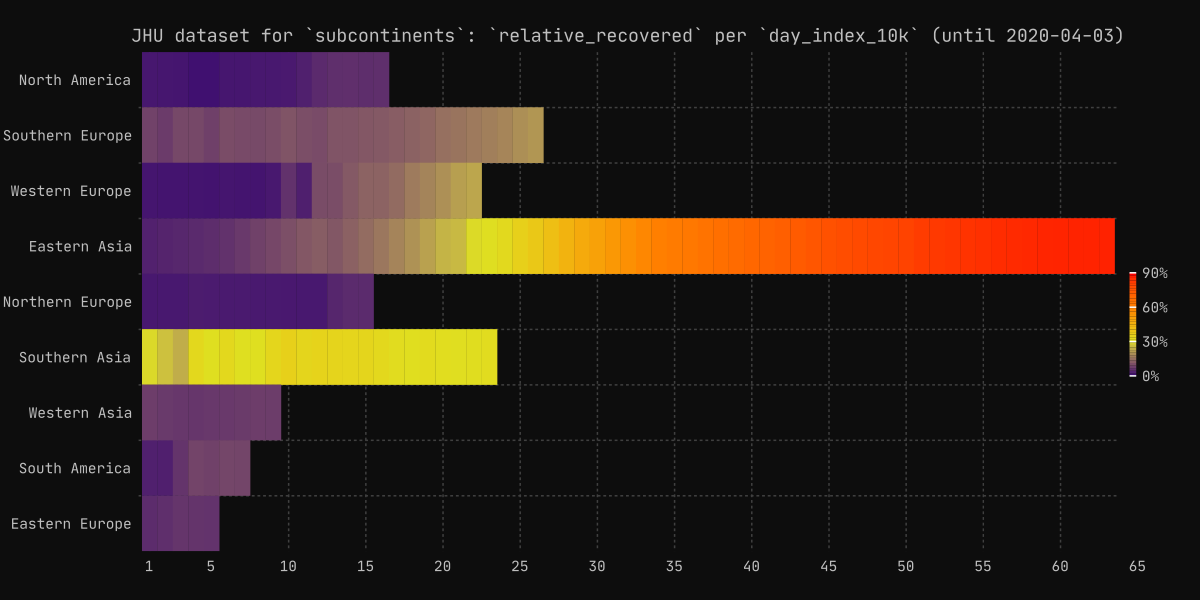 JHU dataset for `subcontinents`: `relative_recovered` per `day_index_10k` (until 2020-04-03)
North America
Southern Europe
Western Europe
Eastern Asia
Northern Europe
Southern Asia
Western Asia
South America
Eastern Europe
90%
60%
30%
0%
1 5 10 15 20 25 30 35 40 45 50 55 60 65